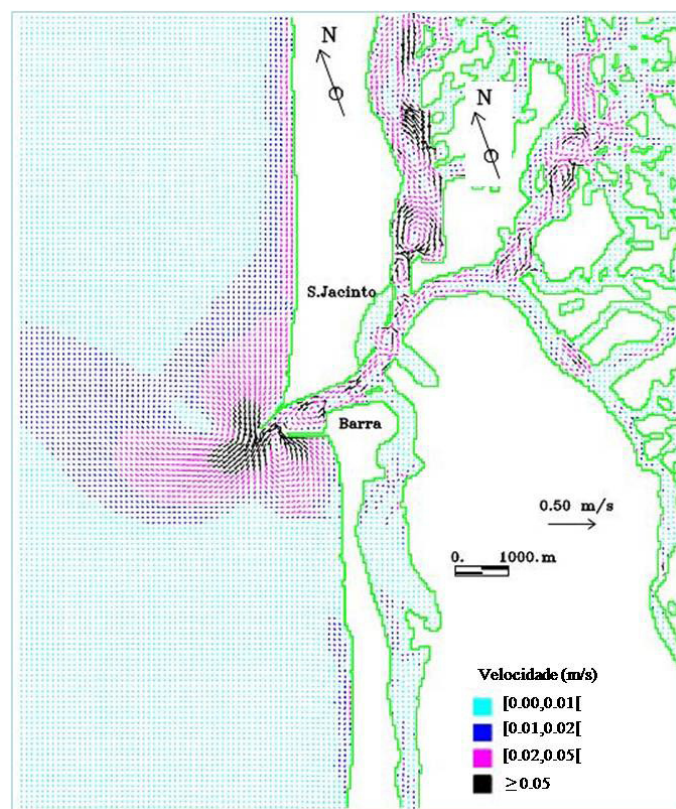 N
N
S.Jacinto
Barra
0.50 m/s
0. 1000.m
Velocidade (m/s)
[0.00,0.01[
[0.01,0.02[
[0.02,0.05[
≥0.05